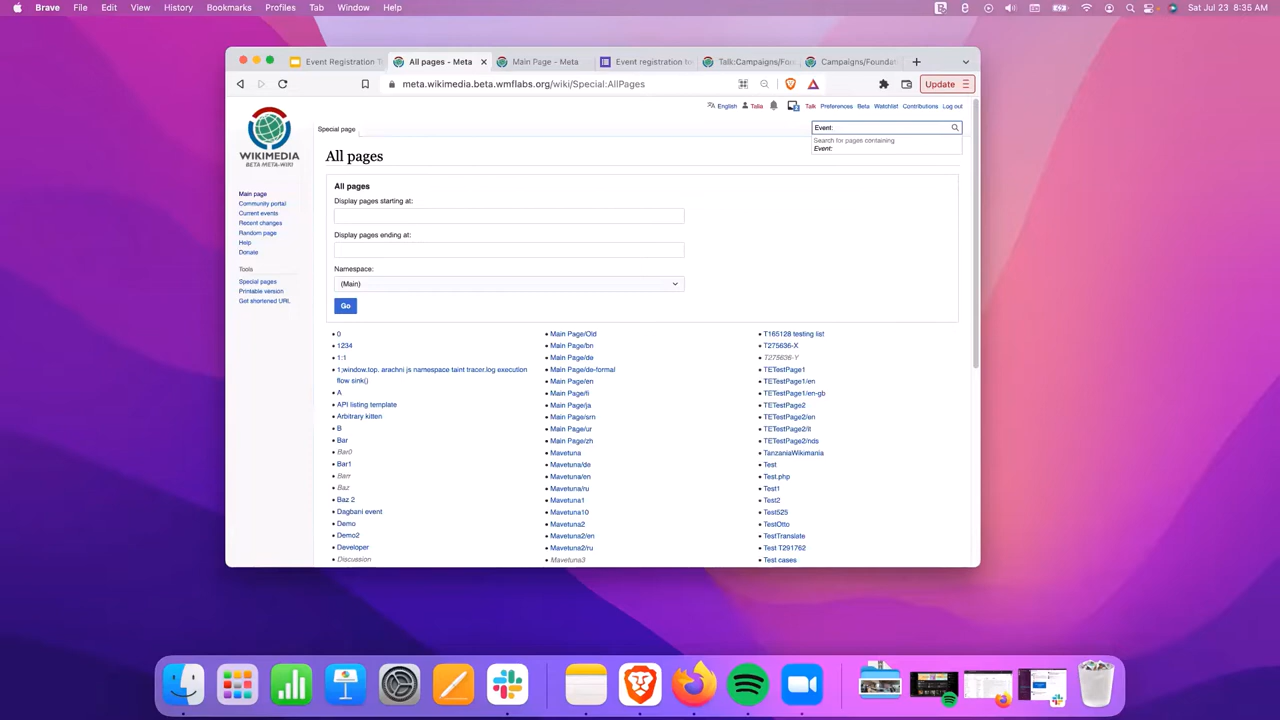 Brave File Edit View History Bookmarks Profiles Tab Window Help
Sat Jul 23 8:35 AM
Event Registration T
All pages - Meta
Main Page - Meta
Event registration to
Talk:Campaigns/Foun
Campaigns/Foundat
meta.wikimedia.beta.wmflabs.org/wiki/Special:AllPages
Update
English Talia Talk Preferences Beta Watchlist Contributions Log out
Special page
Event:
Search for pages containing
Event:
WIKIMEDIA
BETA META-WIKI
Main page
Community portal
Current events
Recent changes
Random page
Help
Donate
Tools
Special pages
Printable version
Get shortened URL
All pages
All pages
Display pages starting at:
Display pages ending at:
Namespace:
(Main)
Go
0
1234
1:1
1;window.top. arachni js namespace taint tracer.log execution
flow sink()
A
API listing template
Arbitrary kitten
B
Bar
Bar0
Bar1
Barr
Baz
Baz 2
Dagbani event
Demo
Demo2
Developer
Discussion
Main Page/Old
Main Page/bn
Main Page/de
Main Page/de-formal
Main Page/en
Main Page/fi
Main Page/ja
Main Page/srn
Main Page/ur
Main Page/zh
Mavetuna
Mavetuna/de
Mavetuna/en
Mavetuna/ru
Mavetuna1
Mavetuna10
Mavetuna2
Mavetuna2/en
Mavetuna2/ru
Mavetuna3
T165128 testing list
T275636-X
T275636-Y
TETestPage1
TETestPage1/en
TETestPage1/en-gb
TETestPage2
TETestPage2/en
TETestPage2/it
TETestPage2/nds
TanzaniaWikimania
Test
Test.php
Test1
Test2
Test525
TestOtto
TestTranslate
Test T291762
Test cases